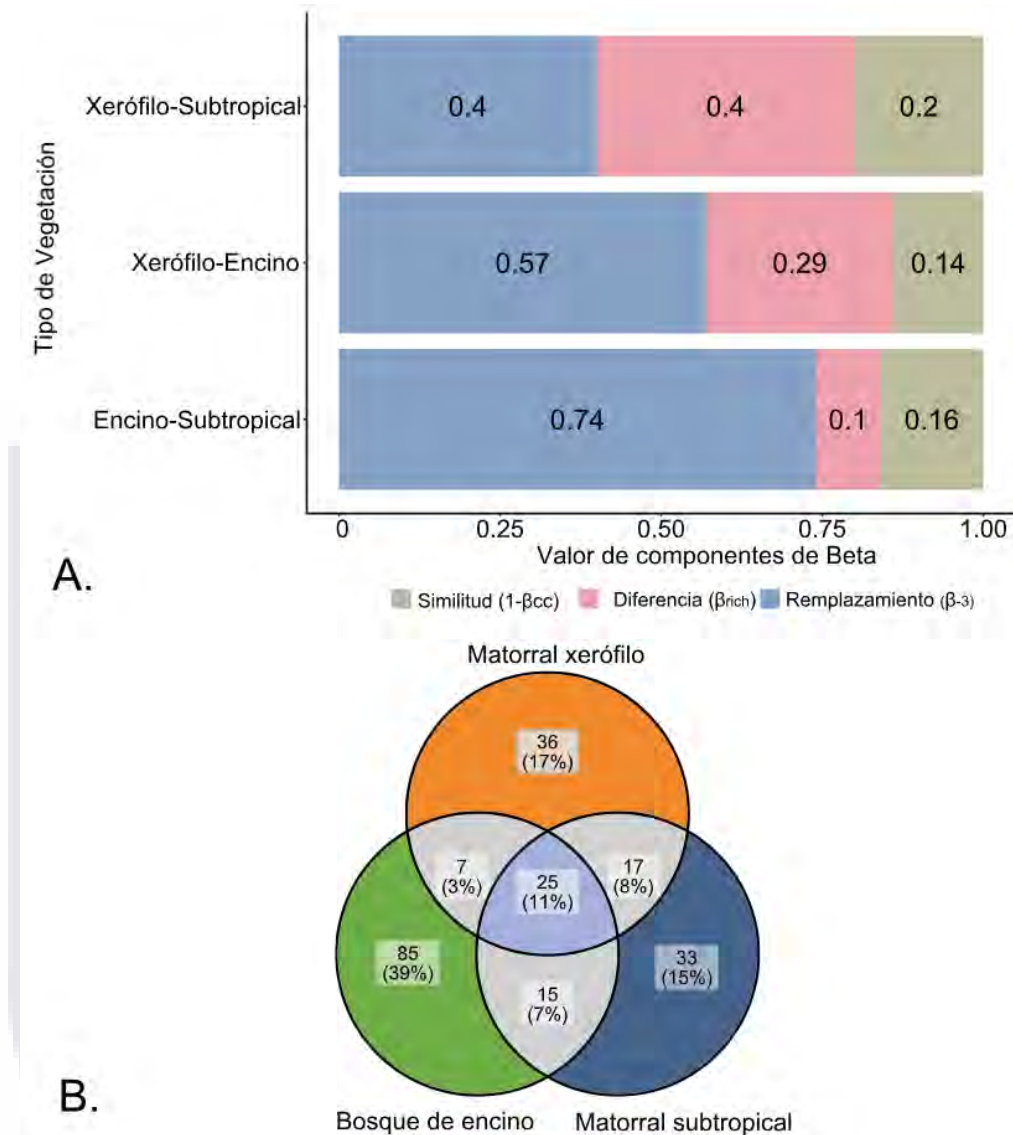 Tipo de Vegetación
Xerófilo-Subtropical
0.4 0.4 0.2
Xerófilo-Encino
0.57 0.29 0.14
Encino-Subtropical
0.74 0.1 0.16
0 0.25 0.50 0.75 1.00
Valor de componentes de Beta
A.
Similitud (1-βcc) Diferencia (βrich) Remplazamiento (β-3)
Matorral xerófilo
36
(17%)
7
(3%)
25
(11%)
17
(8%)
85
(39%)
33
(15%)
15
(7%)
B.
Bosque de encino Matorral subtropical